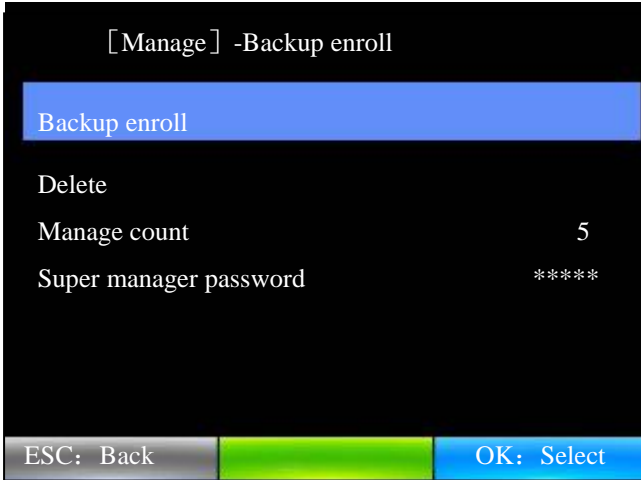 ［Manage］ -Backup enroll
Backup enroll
Delete
Manage count 5
Super manager password *****
ESC：Back OK：Select